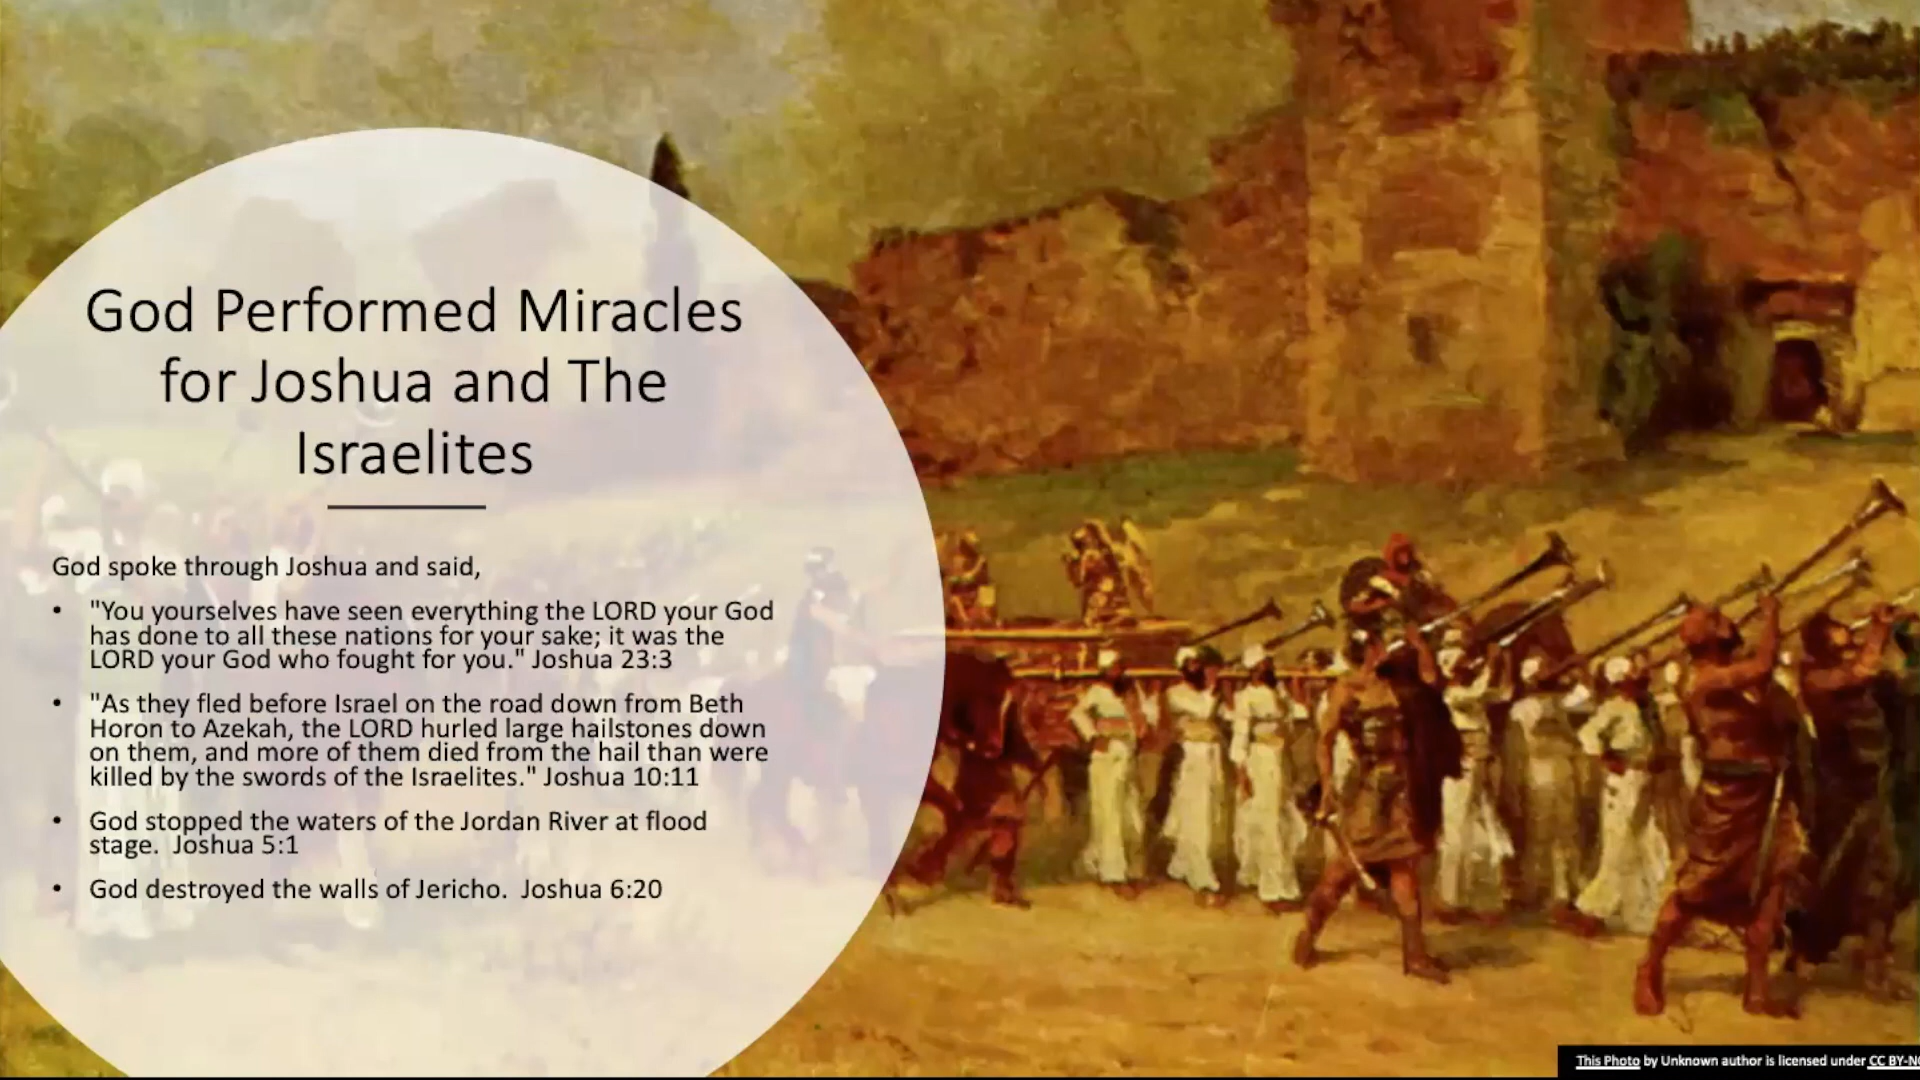 God Performed Miracles
for Joshua and The
Israelites
God spoke through Joshua and said,
• "You yourselves have seen everything the LORD your God
has done to all these nations for your sake; it was the
LORD your God who fought for you." Joshua 23:3
• "As they fled before Israel on the road down from Beth
Horon to Azekah, the LORD hurled large hailstones down
on them, and more of them died from the hail than were
killed by the swords of the Israelites." Joshua 10:11
• God stopped the waters of the Jordan River at flood
stage.  Joshua 5:1
• God destroyed the walls of Jericho.  Joshua 6:20
This Photo by Unknown author is licensed under CC BY-N